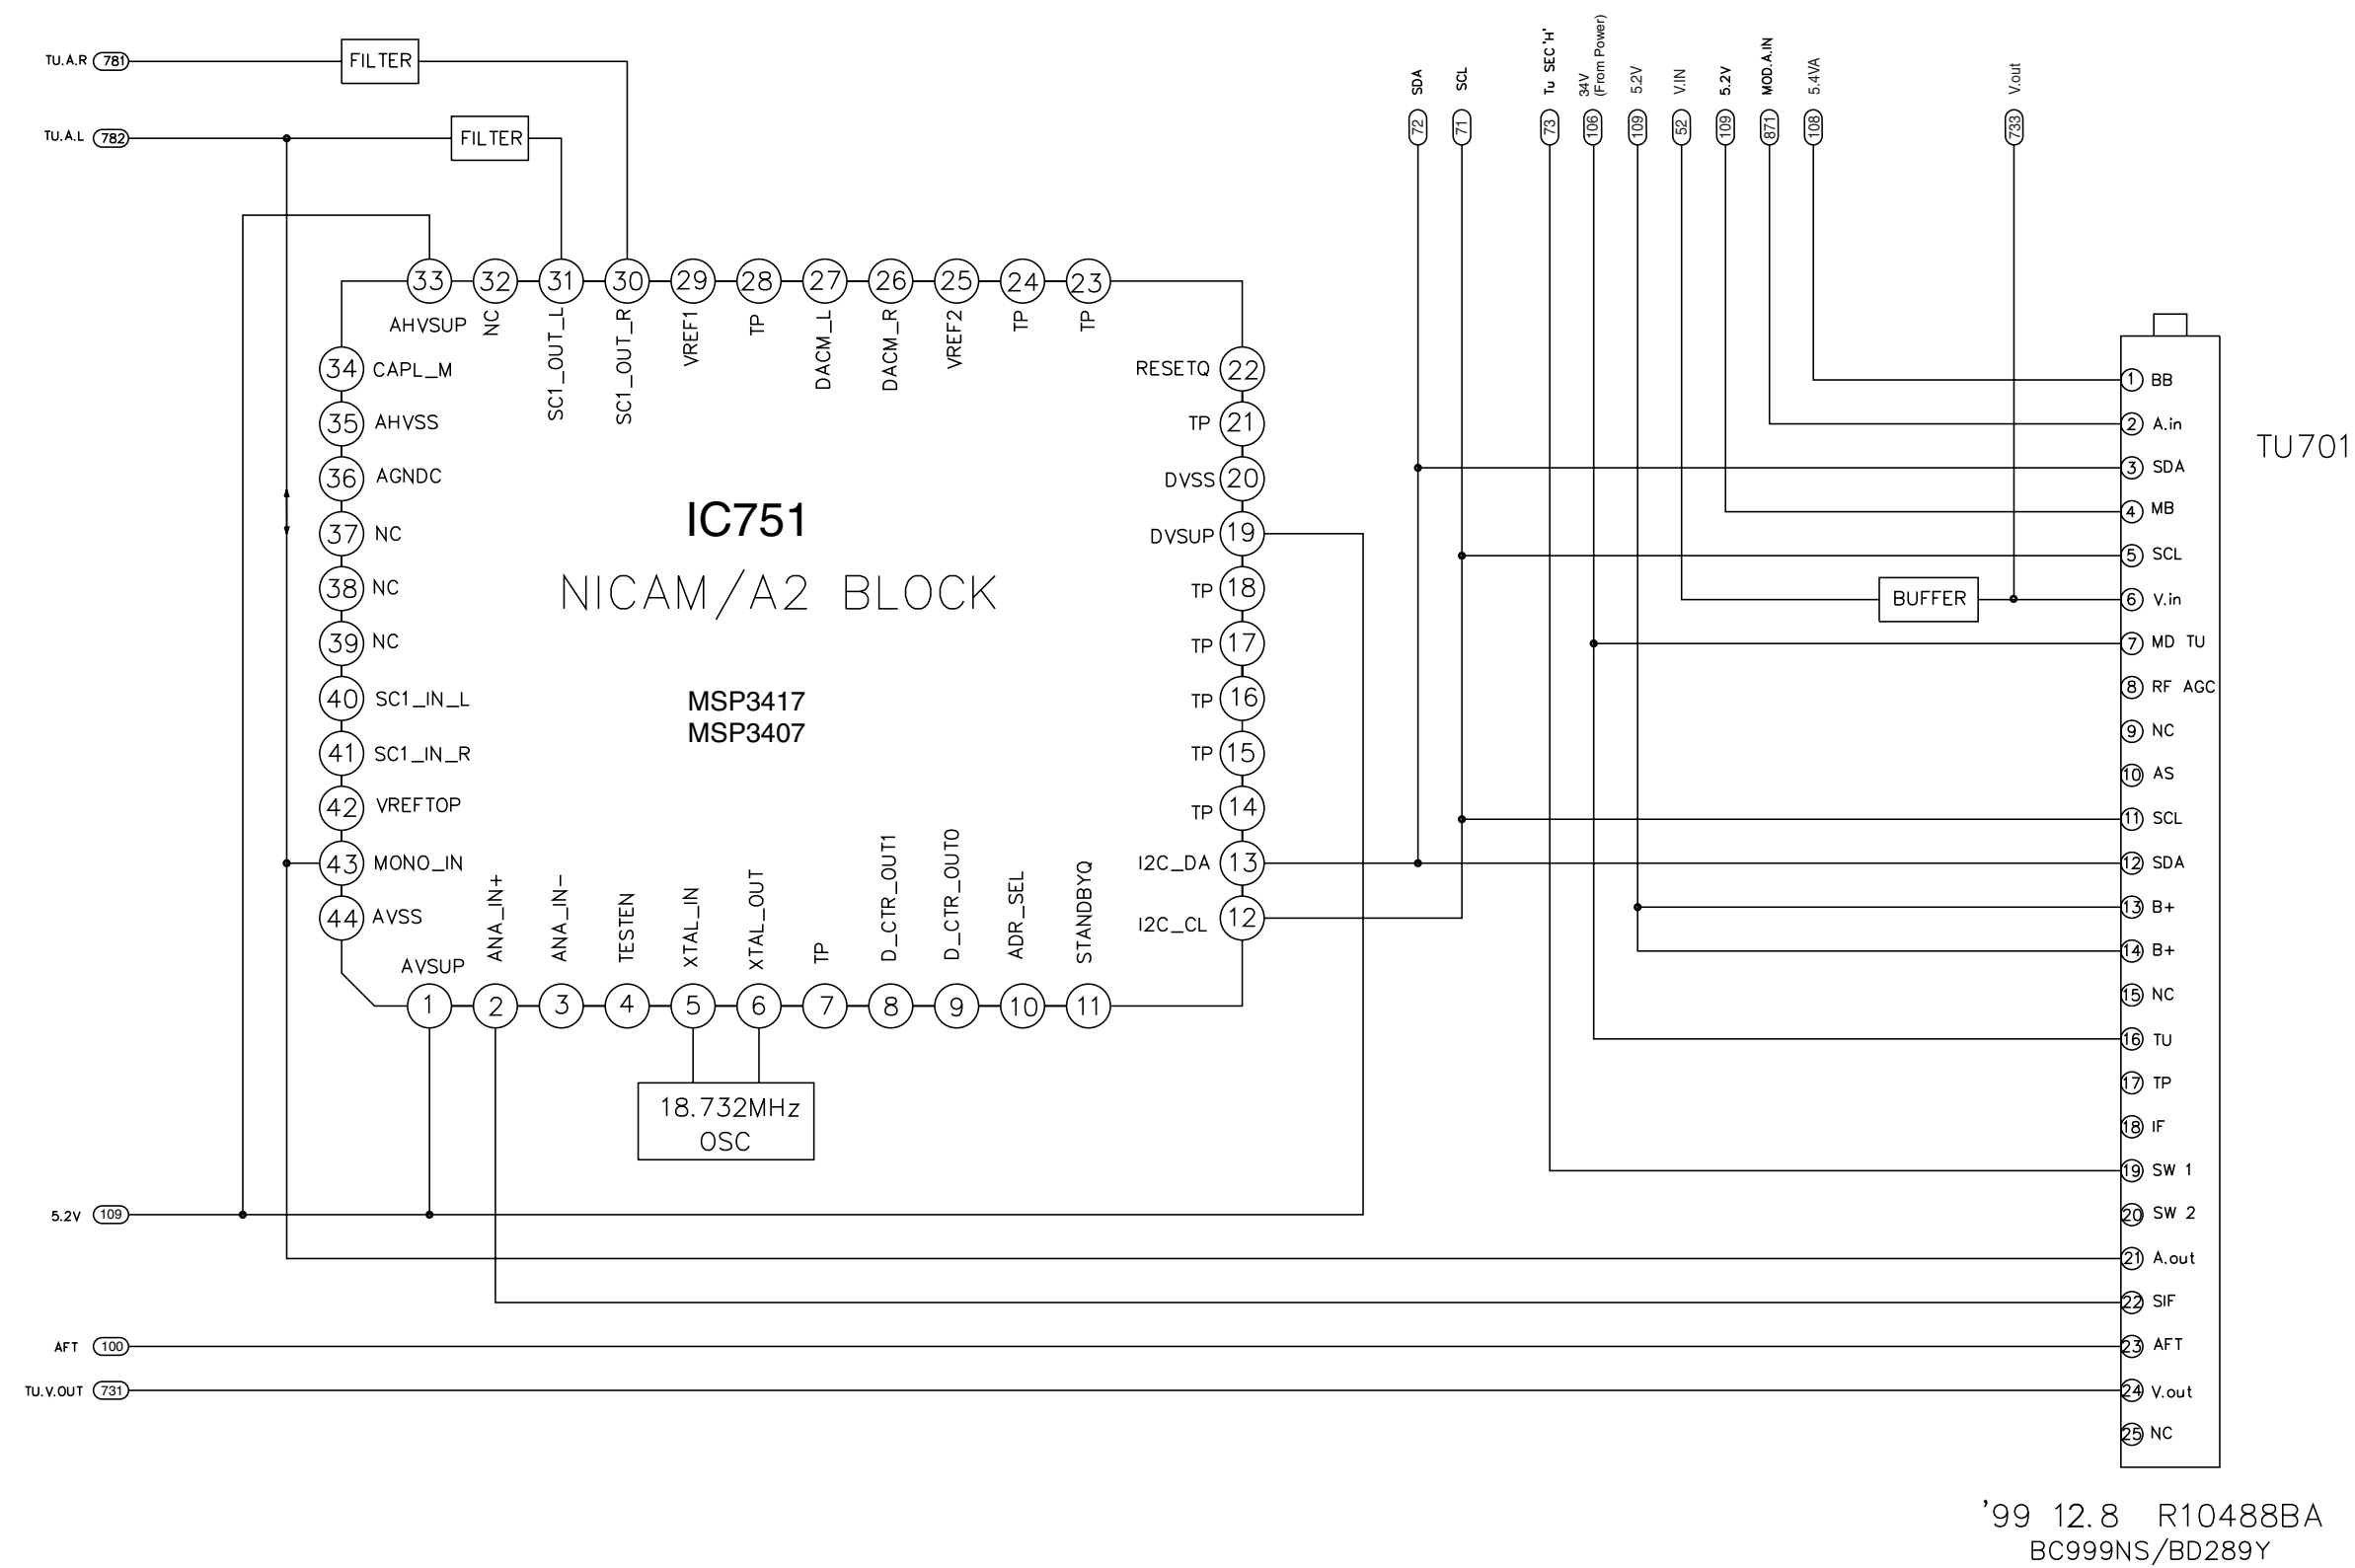 TU.A.R 781 FILTER
TU.A.L 782 FILTER
SDA 72
SCL 71
Tu SEC'H' 73
34V
(From Power) 106
5.2V 109
V.IN 52
5.2V 109
MOD.A.IN 871
5.4VA 108
V.out 733
33 AHVSUP
32 NC
31 SC1_OUT_L
30 SC1_OUT_R
29 VREF1
28 TP
27 DACM_L
26 DACM_R
25 VREF2
24 TP
23 TP
34 CAPL_M
35 AHVSS
36 AGNDC
37 NC
38 NC
39 NC
40 SC1_IN_L
41 SC1_IN_R
42 VREFTOP
43 MONO_IN
44 AVSS
IC751
NICAM/A2 BLOCK
MSP3417
MSP3407
RESETQ 22
TP 21
DVSS 20
DVSUP 19
TP 18
TP 17
TP 16
TP 15
TP 14
I2C_DA 13
I2C_CL 12
AVSUP 1
ANA_IN+ 2
ANA_IN- 3
TESTEN 4
XTAL_IN 5
XTAL_OUT 6
TP 7
D_CTR_OUT1 8
D_CTR_OUT0 9
ADR_SEL 10
STANDBYQ 11
18.732MHz
OSC
BUFFER
TU701
1 BB
2 A.in
3 SDA
4 MB
5 SCL
6 V.in
7 MD TU
8 RF AGC
9 NC
10 AS
11 SCL
12 SDA
13 B+
14 B+
15 NC
16 TU
17 TP
18 IF
19 SW 1
20 SW 2
21 A.out
22 SIF
23 AFT
24 V.out
25 NC
5.2V 109
AFT 100
TU.V.OUT 731
'99 12.8 R10488BA
BC999NS/BD289Y